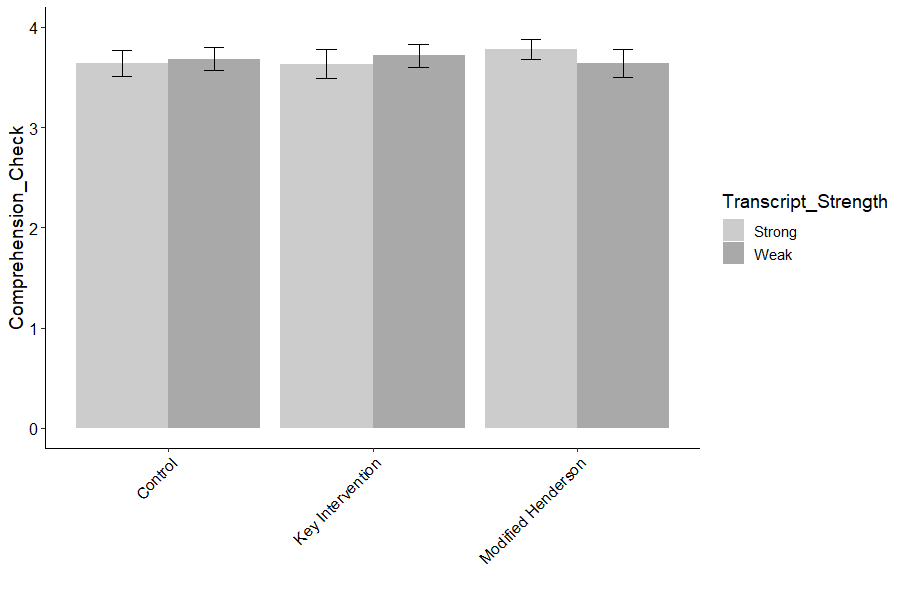 Comprehension_Check
4
3
2
1
0
Control
Key Intervention
Modified Henderson
Transcript_Strength
Strong
Weak